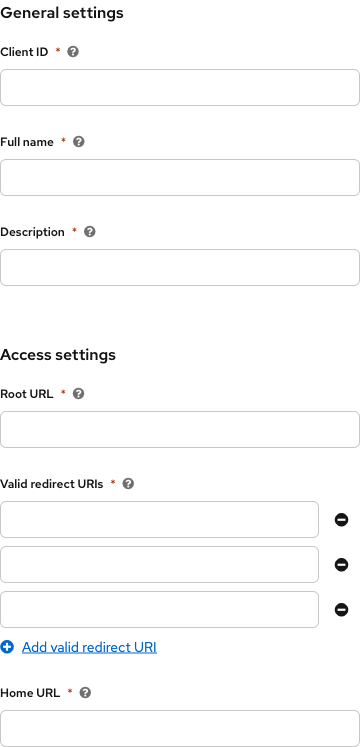 General settings
Client ID *
Full name *
Description *
Access settings
Root URL *
Valid redirect URIs *
Add valid redirect URI
Home URL *